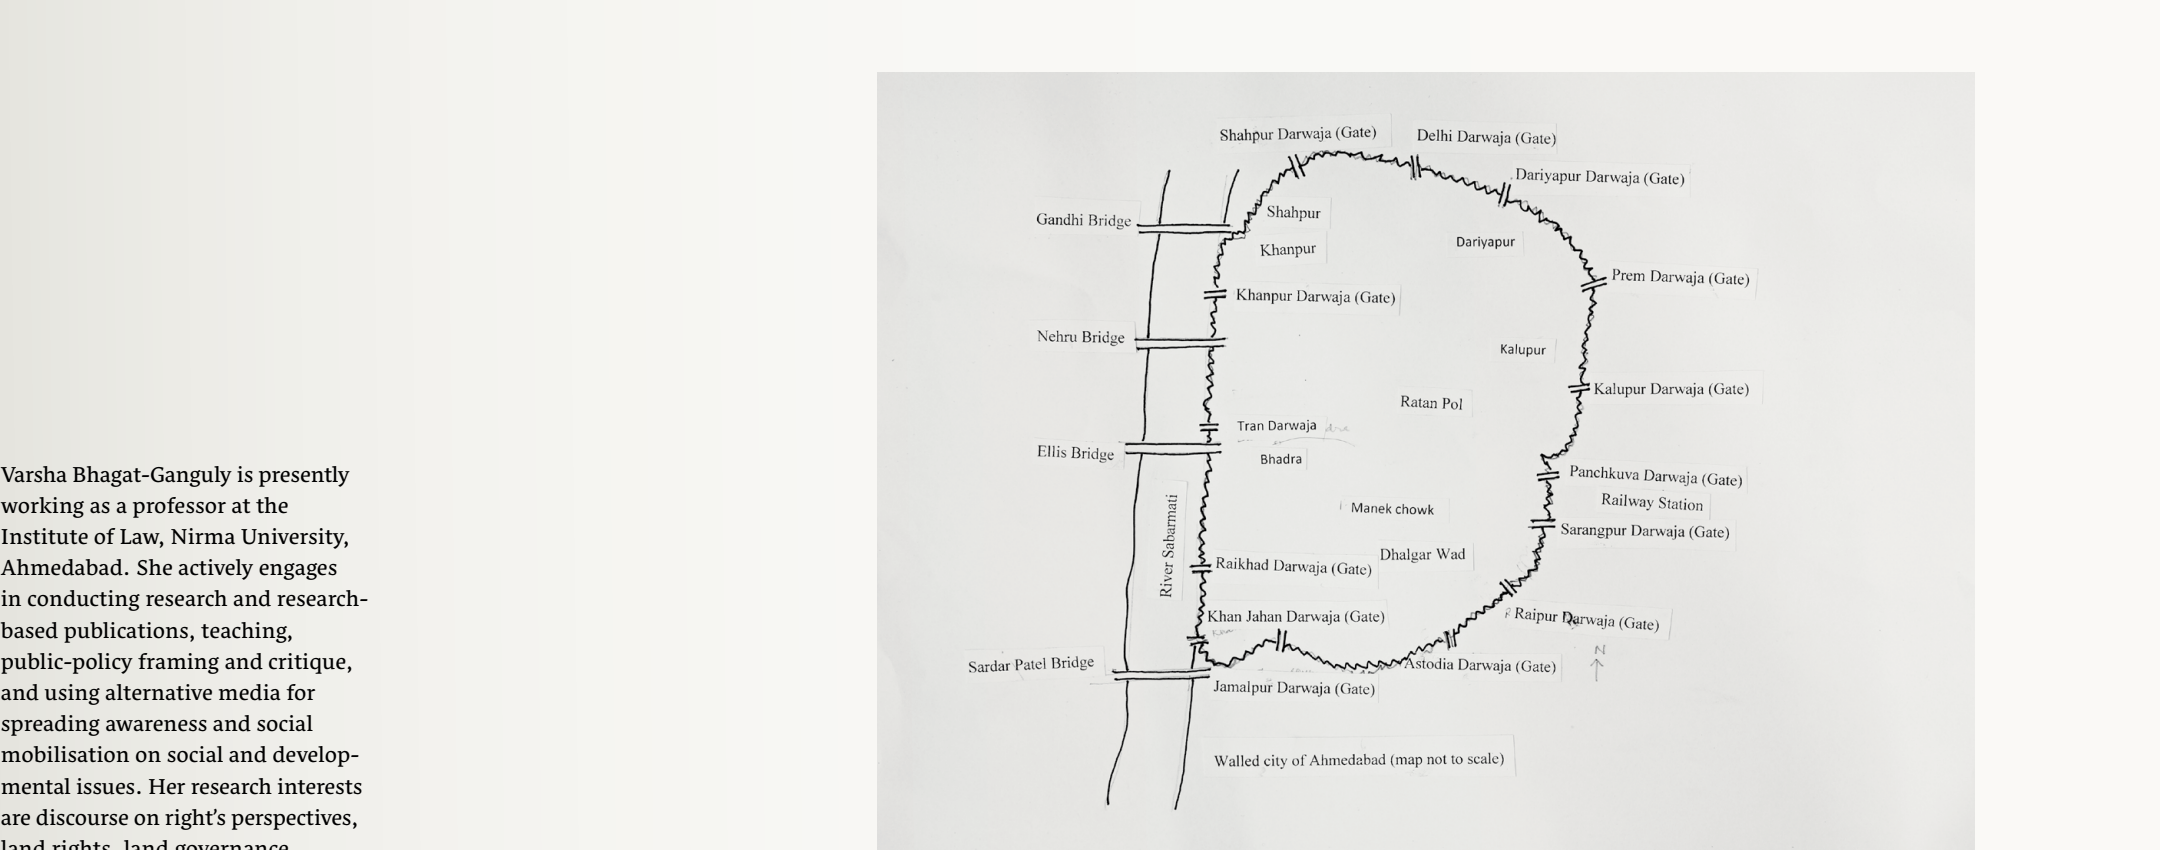 Varsha Bhagat-Ganguly is presently
working as a professor at the
Institute of Law, Nirma University,
Ahmedabad. She actively engages
in conducting research and research-
based publications, teaching,
public-policy framing and critique,
and using alternative media for
spreading awareness and social
mobilisation on social and develop-
mental issues. Her research interests
are discourse on right's perspectives,
land rights, land governance
Shahpur Darwaja (Gate)
Delhi Darwaja (Gate)
Dariyapur Darwaja (Gate)
Gandhi Bridge
Shahpur
Khanpur
Dariyapur
Prem Darwaja (Gate)
Khanpur Darwaja (Gate)
Nehru Bridge
Kalupur
Kalupur Darwaja (Gate)
Ratan Pol
Tran Darwaja
Ellis Bridge
Bhadra
Panchkuva Darwaja (Gate)
Railway Station
Manek chowk
Sarangpur Darwaja (Gate)
River Sabarmati
Dhalgar Wad
Raikhad Darwaja (Gate)
Khan Jahan Darwaja (Gate)
Raipur Darwaja (Gate)
N
Sardar Patel Bridge
Astodia Darwaja (Gate)
Jamalpur Darwaja (Gate)
Walled city of Ahmedabad (map not to scale)